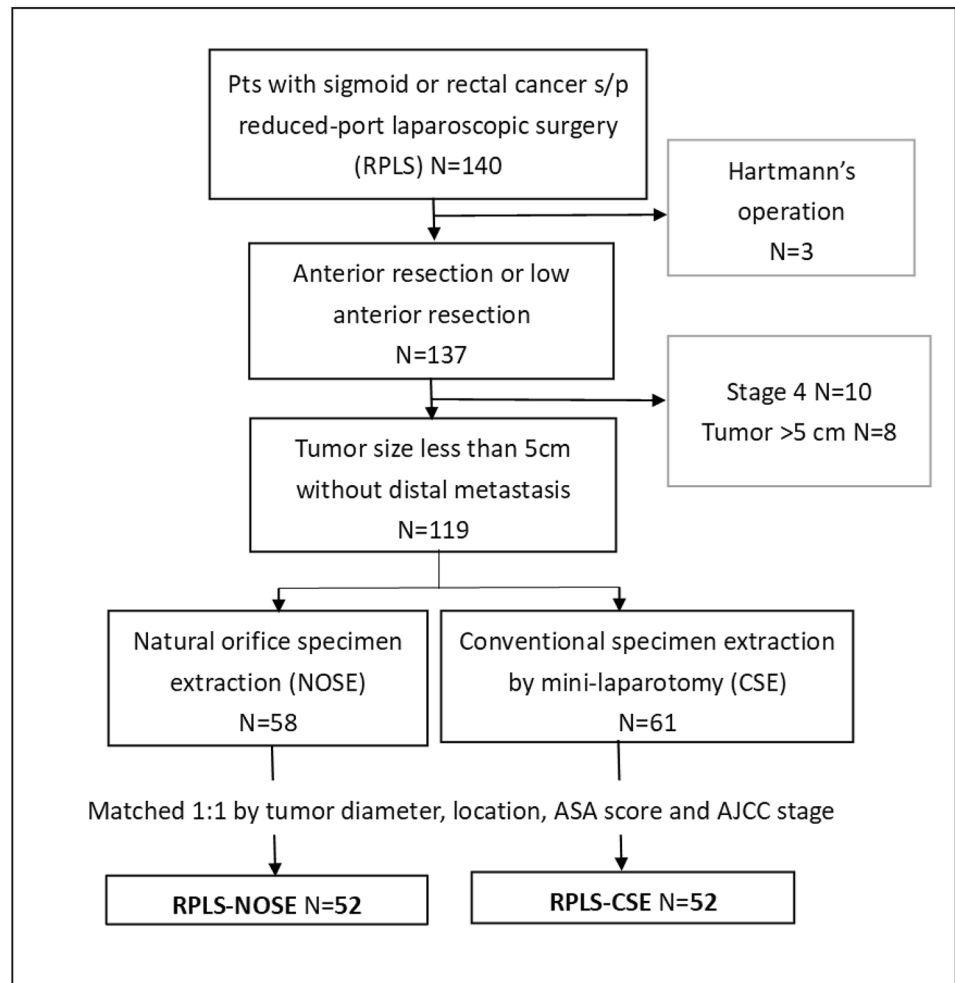 Pts with sigmoid or rectal cancer s/p
reduced-port laparoscopic surgery
(RPLS) N=140
Hartmann's
operation
N=3
Anterior resection or low
anterior resection
N=137
Stage 4 N=10
Tumor >5 cm N=8
Tumor size less than 5cm
without distal metastasis
N=119
Natural orifice specimen
extraction (NOSE)
N=58
Conventional specimen extraction
by mini-laparotomy (CSE)
N=61
Matched 1:1 by tumor diameter, location, ASA score and AJCC stage
RPLS-NOSE N=52
RPLS-CSE N=52